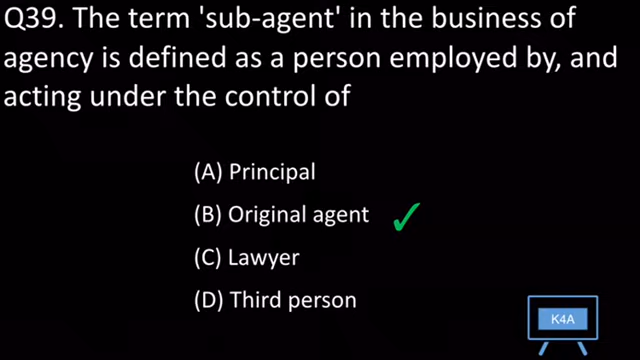 Q39. The term 'sub-agent' in the business of
agency is defined as a person employed by, and
acting under the control of
(A) Principal
(B) Original agent
(C) Lawyer
(D) Third person
K4A